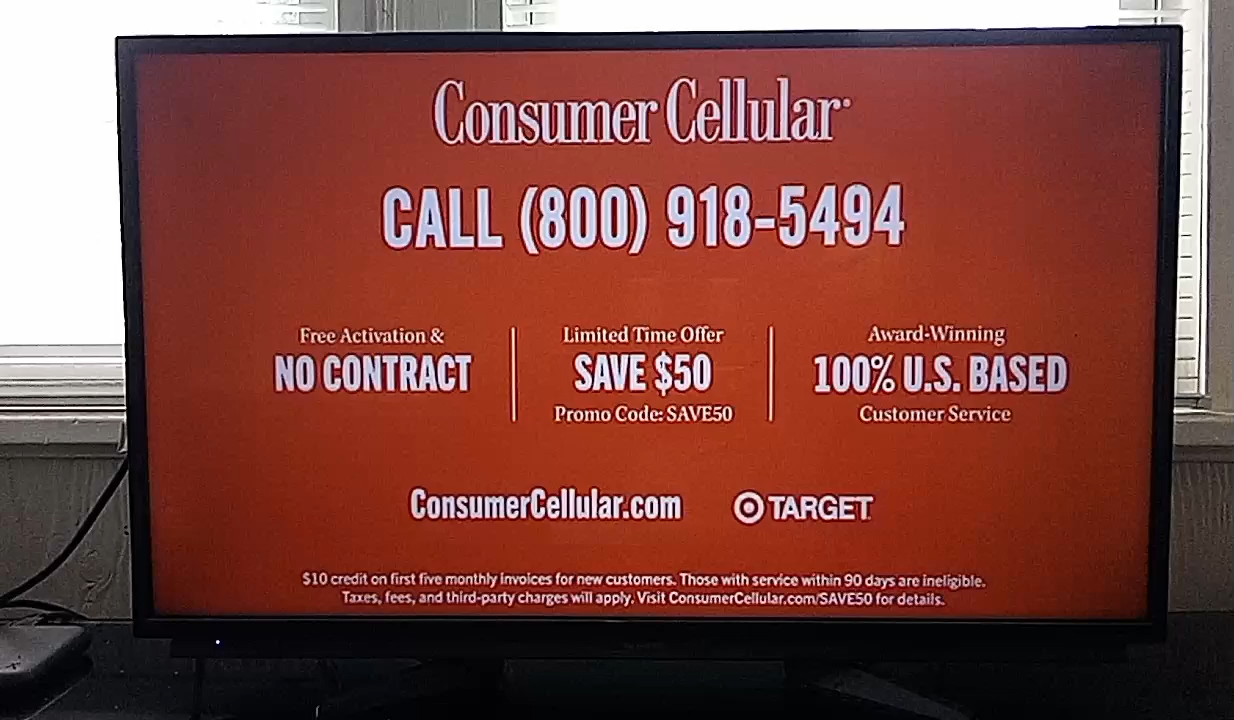 Consumer Cellular
CALL (800) 918-5494
Free Activation &
NO CONTRACT
Limited Time Offer
SAVE $50
Promo Code: SAVE50
Award-Winning
100% U.S. BASED
Customer Service
ConsumerCellular.com
TARGET
$10 credit on first five monthly invoices for new customers. Those with service within 90 days are ineligible.
Taxes, fees, and third-party charges will apply. Visit ConsumerCellular.com/SAVE50 for details.